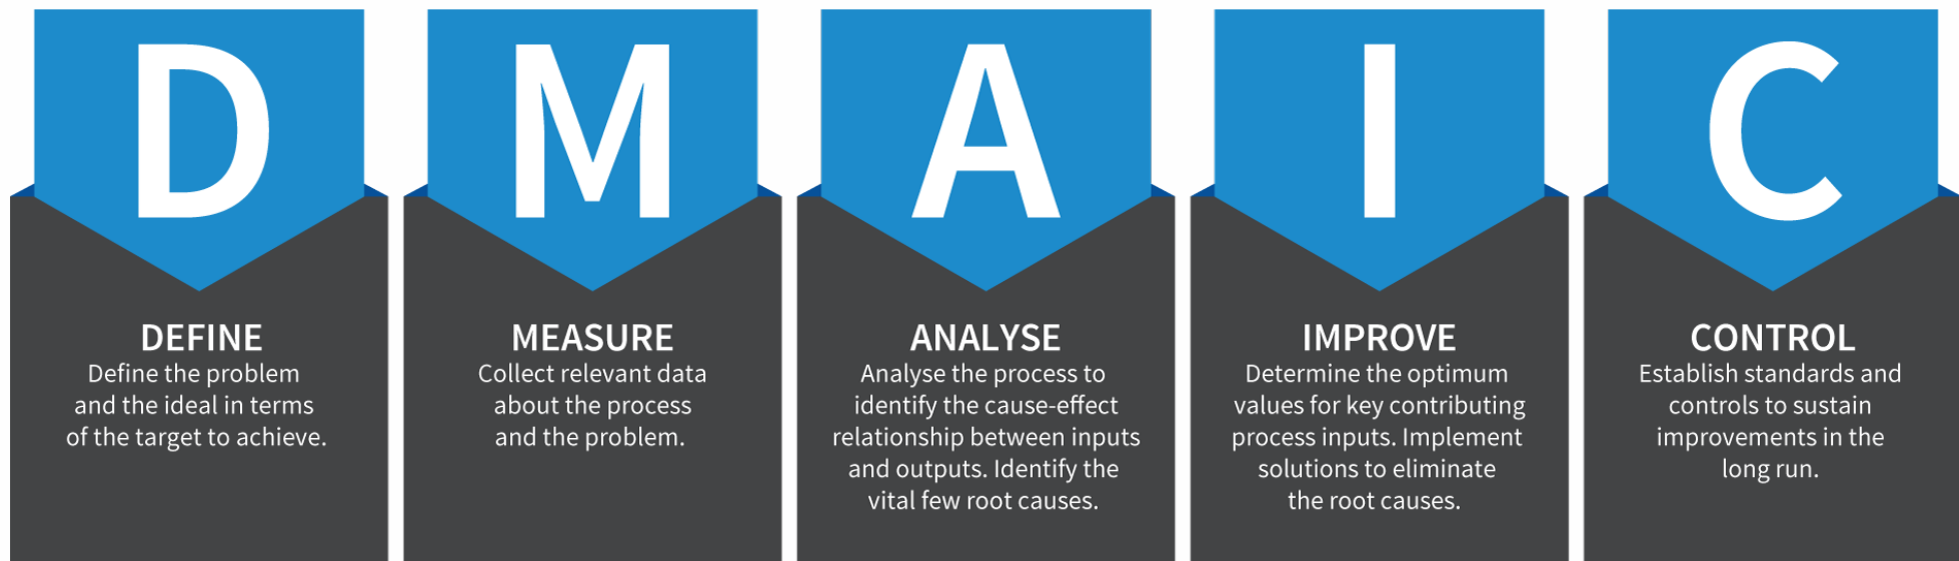 D
DEFINE
Define the problem
and the ideal in terms
of the target to achieve.
M
MEASURE
Collect relevant data
about the process
and the problem.
A
ANALYSE
Analyse the process to
identify the cause-effect
relationship between inputs
and outputs. Identify the
vital few root causes.
I
IMPROVE
Determine the optimum
values for key contributing
process inputs. Implement
solutions to eliminate
the root causes.
C
CONTROL
Establish standards and
controls to sustain
improvements in the
long run.